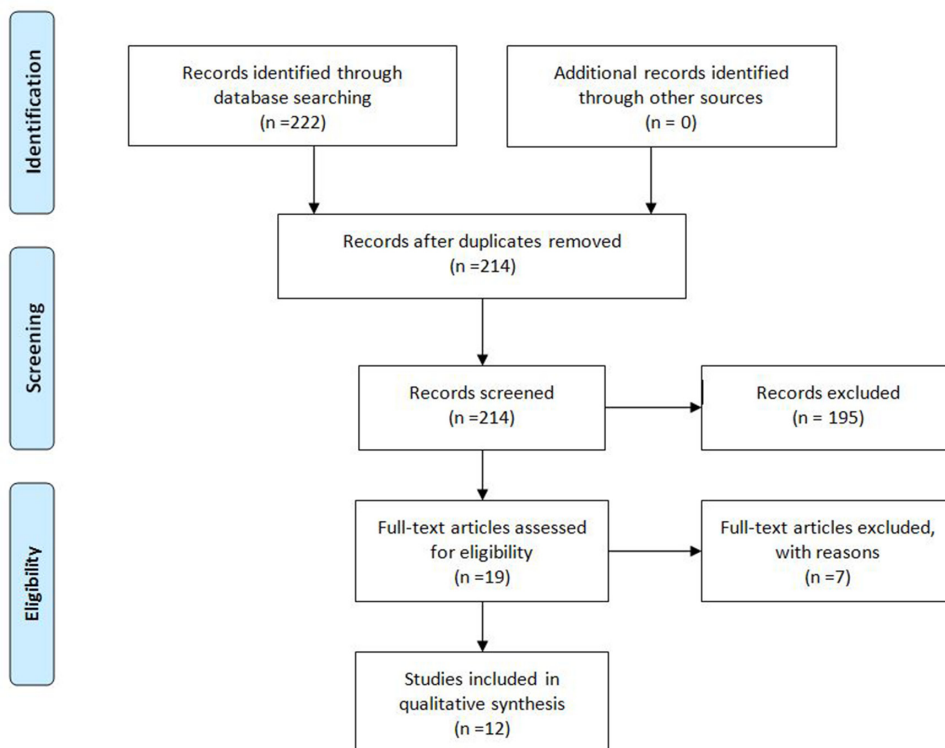 Identification
Records identified through
database searching
(n =222)
Additional records identified
through other sources
(n = 0)
Records after duplicates removed
(n =214)
Screening
Records screened
(n =214)
Records excluded
(n = 195)
Eligibility
Full-text articles assessed
for eligibility
(n =19)
Full-text articles excluded,
with reasons
(n =7)
Studies included in
qualitative synthesis
(n =12)